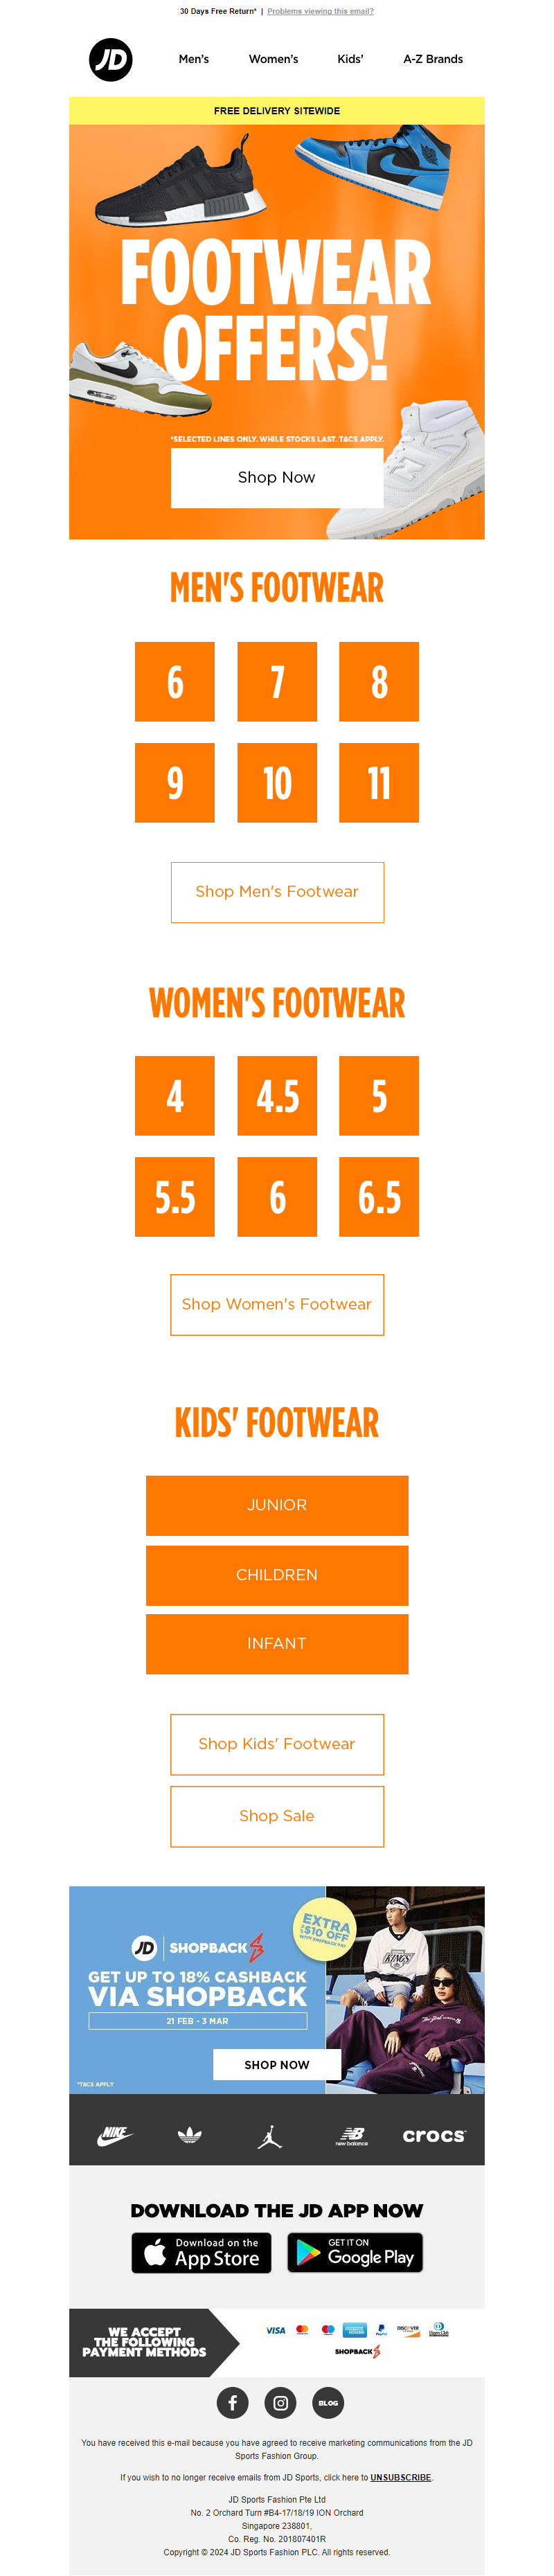 30 Days Free Return* | Problems viewing this email?
JD
Men's Women's Kids' A-Z Brands
FREE DELIVERY SITEWIDE
FOOTWEAR
OFFERS!
*SELECTED LINES ONLY. WHILE STOCKS LAST. T&CS APPLY.
Shop Now
MEN'S FOOTWEAR
6 7 8
9 10 11
Shop Men's Footwear
WOMEN'S FOOTWEAR
4 4.5 5
5.5 6 6.5
Shop Women's Footwear
KIDS' FOOTWEAR
JUNIOR
CHILDREN
INFANT
Shop Kids' Footwear
Shop Sale
JD SHOPBACK
EXTRA
$10 OFF
WITH SHOPBACK PAY
GET UP TO 18% CASHBACK
VIA SHOPBACK
21 FEB - 3 MAR
SHOP NOW
*T&CS APPLY
KINGS
NIKE new balance crocs
DOWNLOAD THE JD APP NOW
Download on the
App Store
GET IT ON
Google Play
WE ACCEPT
THE FOLLOWING
PAYMENT METHODS
VISA PayPal DISCOVER Diners Club
SHOPBACK
BLOG
You have received this e-mail because you have agreed to receive marketing communications from the JD
Sports Fashion Group.
If you wish to no longer receive emails from JD Sports, click here to UNSUBSCRIBE.
JD Sports Fashion Pte Ltd
No. 2 Orchard Turn #B4-17/18/19 ION Orchard
Singapore 238801,
Co. Reg. No. 201807401R
Copyright © 2024 JD Sports Fashion PLC. All rights reserved.